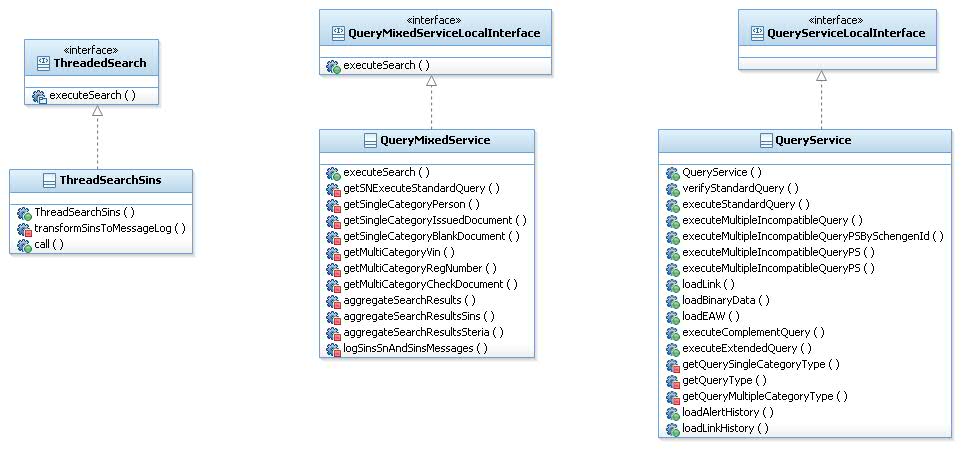 «interface»
ThreadedSearch
executeSearch ( )
ThreadSearchSins
ThreadSearchSins ( )
transformSinsToMessageLog ( )
call ( )
«interface»
QueryMixedServiceLocalInterface
executeSearch ( )
QueryMixedService
executeSearch ( )
getSNExecuteStandardQuery ( )
getSingleCategoryPerson ( )
getSingleCategoryIssuedDocument ( )
getSingleCategoryBlankDocument ( )
getMultiCategoryVin ( )
getMultiCategoryRegNumber ( )
getMultiCategoryCheckDocument ( )
aggregateSearchResults ( )
aggregateSearchResultsSins ( )
aggregateSearchResultsSteria ( )
logSinsSnAndSinsMessages ( )
«interface»
QueryServiceLocalInterface
QueryService
QueryService ( )
verifyStandardQuery ( )
executeStandardQuery ( )
executeMultipleIncompatibleQuery ( )
executeMultipleIncompatibleQueryPSBySchengenId ( )
executeMultipleIncompatibleQueryPS ( )
executeMultipleIncompatibleQueryPS ( )
loadLink ( )
loadBinaryData ( )
loadEAW ( )
executeComplementQuery ( )
executeExtendedQuery ( )
getQuerySingleCategoryType ( )
getQueryType ( )
getQueryMultipleCategoryType ( )
loadAlertHistory ( )
loadLinkHistory ( )